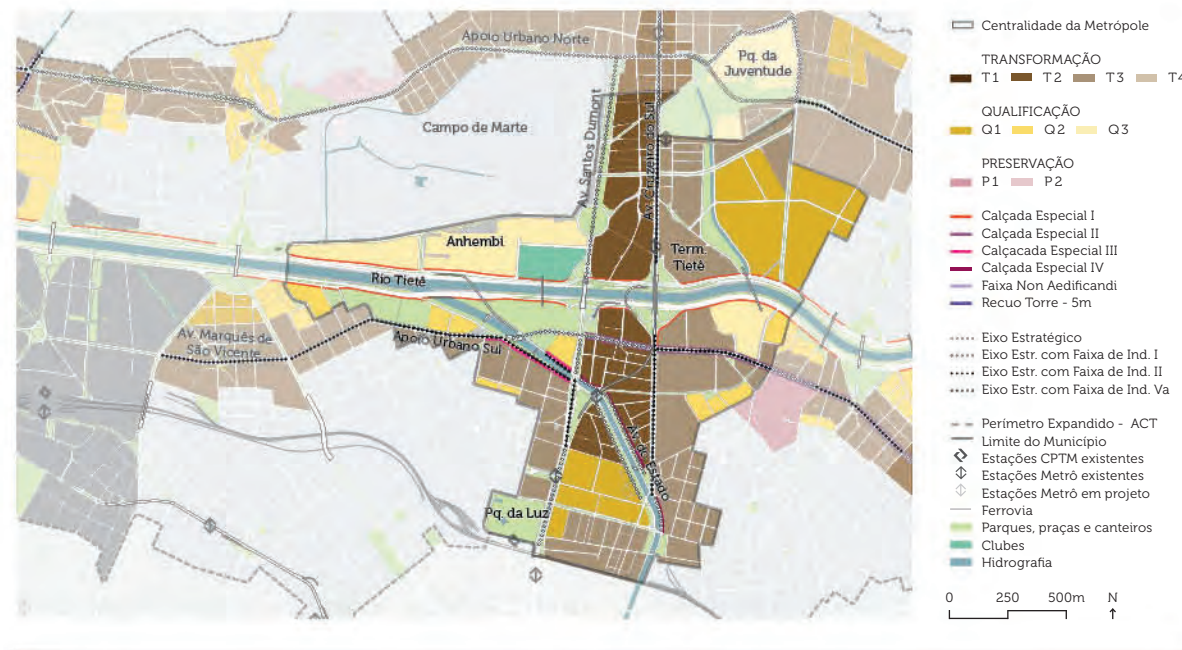 Apoio Urbano Norte
Pq. da
Juventude
Campo de Marte
Av. Santos Dumont
Av. Cruzeiro do Sul
Anhembi
Term.
Tietê
Rio Tietê
Av. Marquês de
São Vicente
Apoio Urbano Sul
Av. do Estado
Pq. da Luz
Centralidade da Metrópole
TRANSFORMAÇÃO
T1 T2 T3 T4
QUALIFICAÇÃO
Q1 Q2 Q3
PRESERVAÇÃO
P1 P2
Calçada Especial I
Calçada Especial II
Calçacada Especial III
Calçada Especial IV
Faixa Non Aedificandi
Recuo Torre - 5m
Eixo Estratégico
Eixo Estr. com Faixa de Ind. I
Eixo Estr. com Faixa de Ind. II
Eixo Estr. com Faixa de Ind. Va
Perímetro Expandido - ACT
Limite do Município
Estações CPTM existentes
Estações Metrô existentes
Estações Metrô em projeto
Ferrovia
Parques, praças e canteiros
Clubes
Hidrografia
0 250 500m N